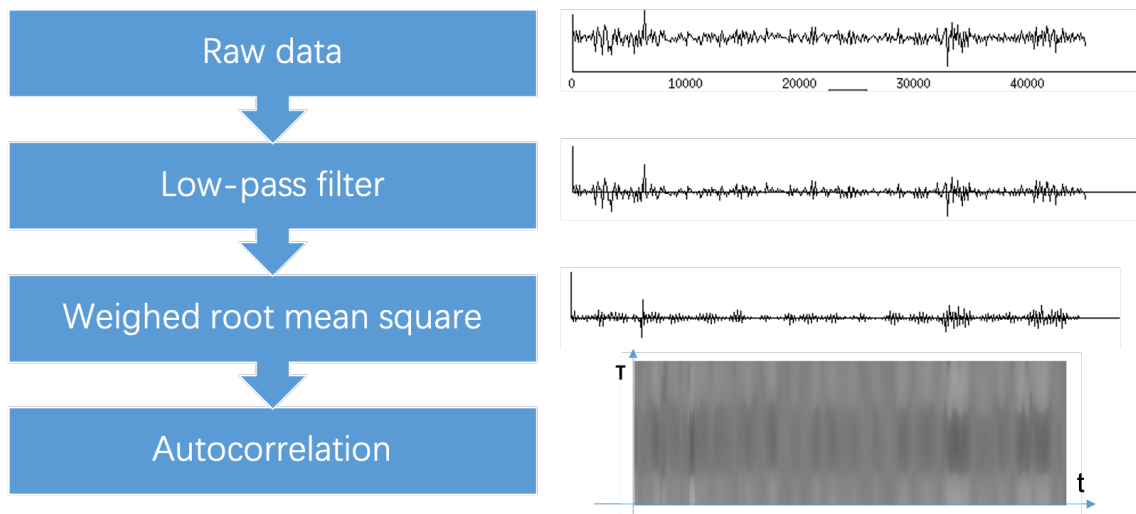 Raw data
0 10000 20000 30000 40000
Low-pass filter
Weighed root mean square
T
Autocorrelation
t